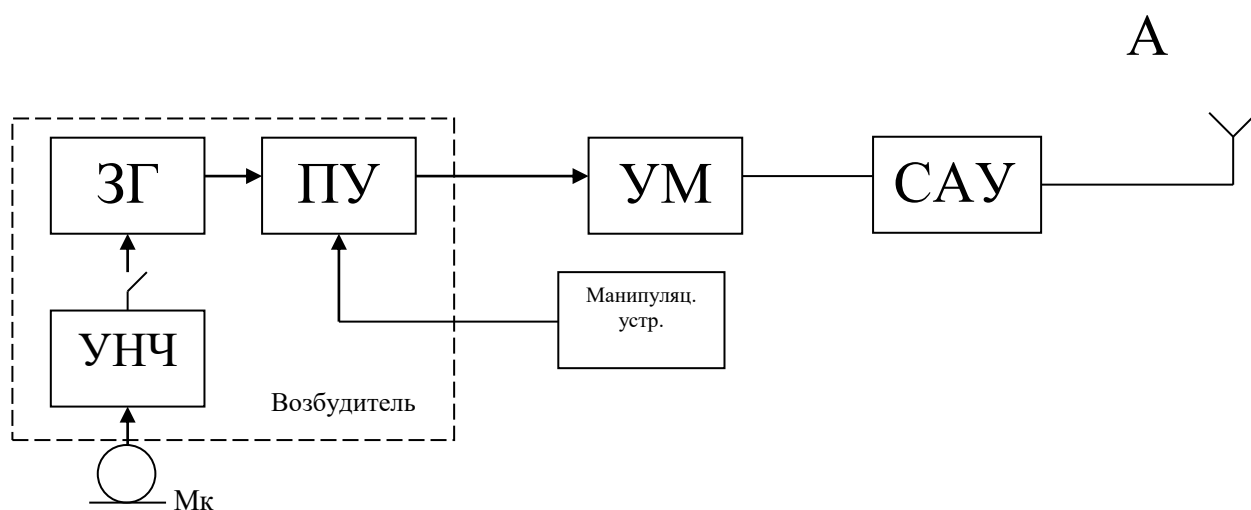 А
ЗГ
ПУ
УМ
САУ
Манипуляц.
устр.
УНЧ
Возбудитель
Мк